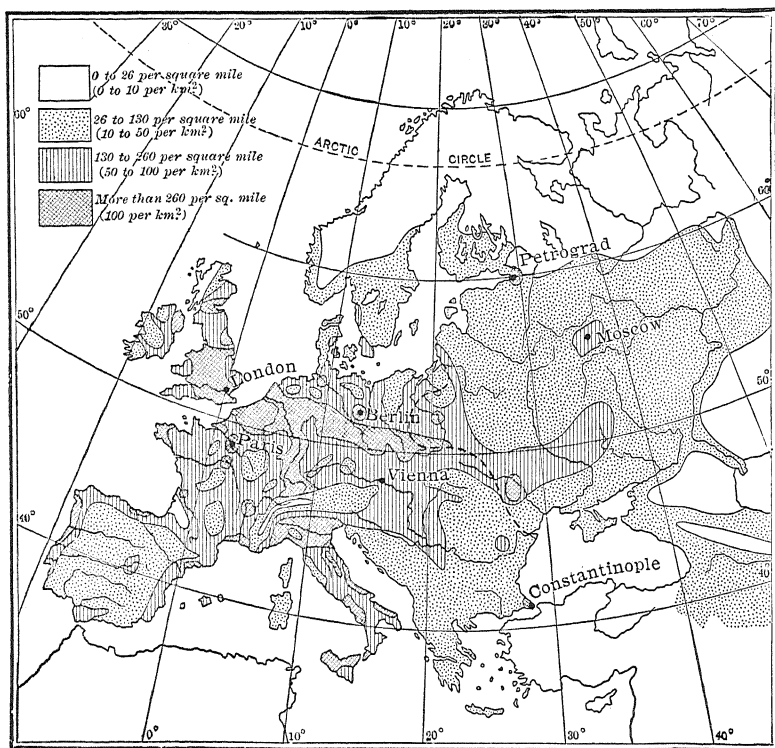 30° 20° 10° 0° 10° 20° 30° 40° 50° 60° 70°
0 to 26 per square mile
(0 to 10 per km²)
26 to 130 per square mile
(10 to 50 per km²)
130 to 260 per square mile
(50 to 100 per km²)
More than 260 per sq. mile
(100 per km²)
60°
ARCTIC CIRCLE
60°
Petrograd
50°
Moscow
London
50°
Berlin
Paris
Vienna
40°
Constantinople
40°
0° 10° 20° 30° 40°